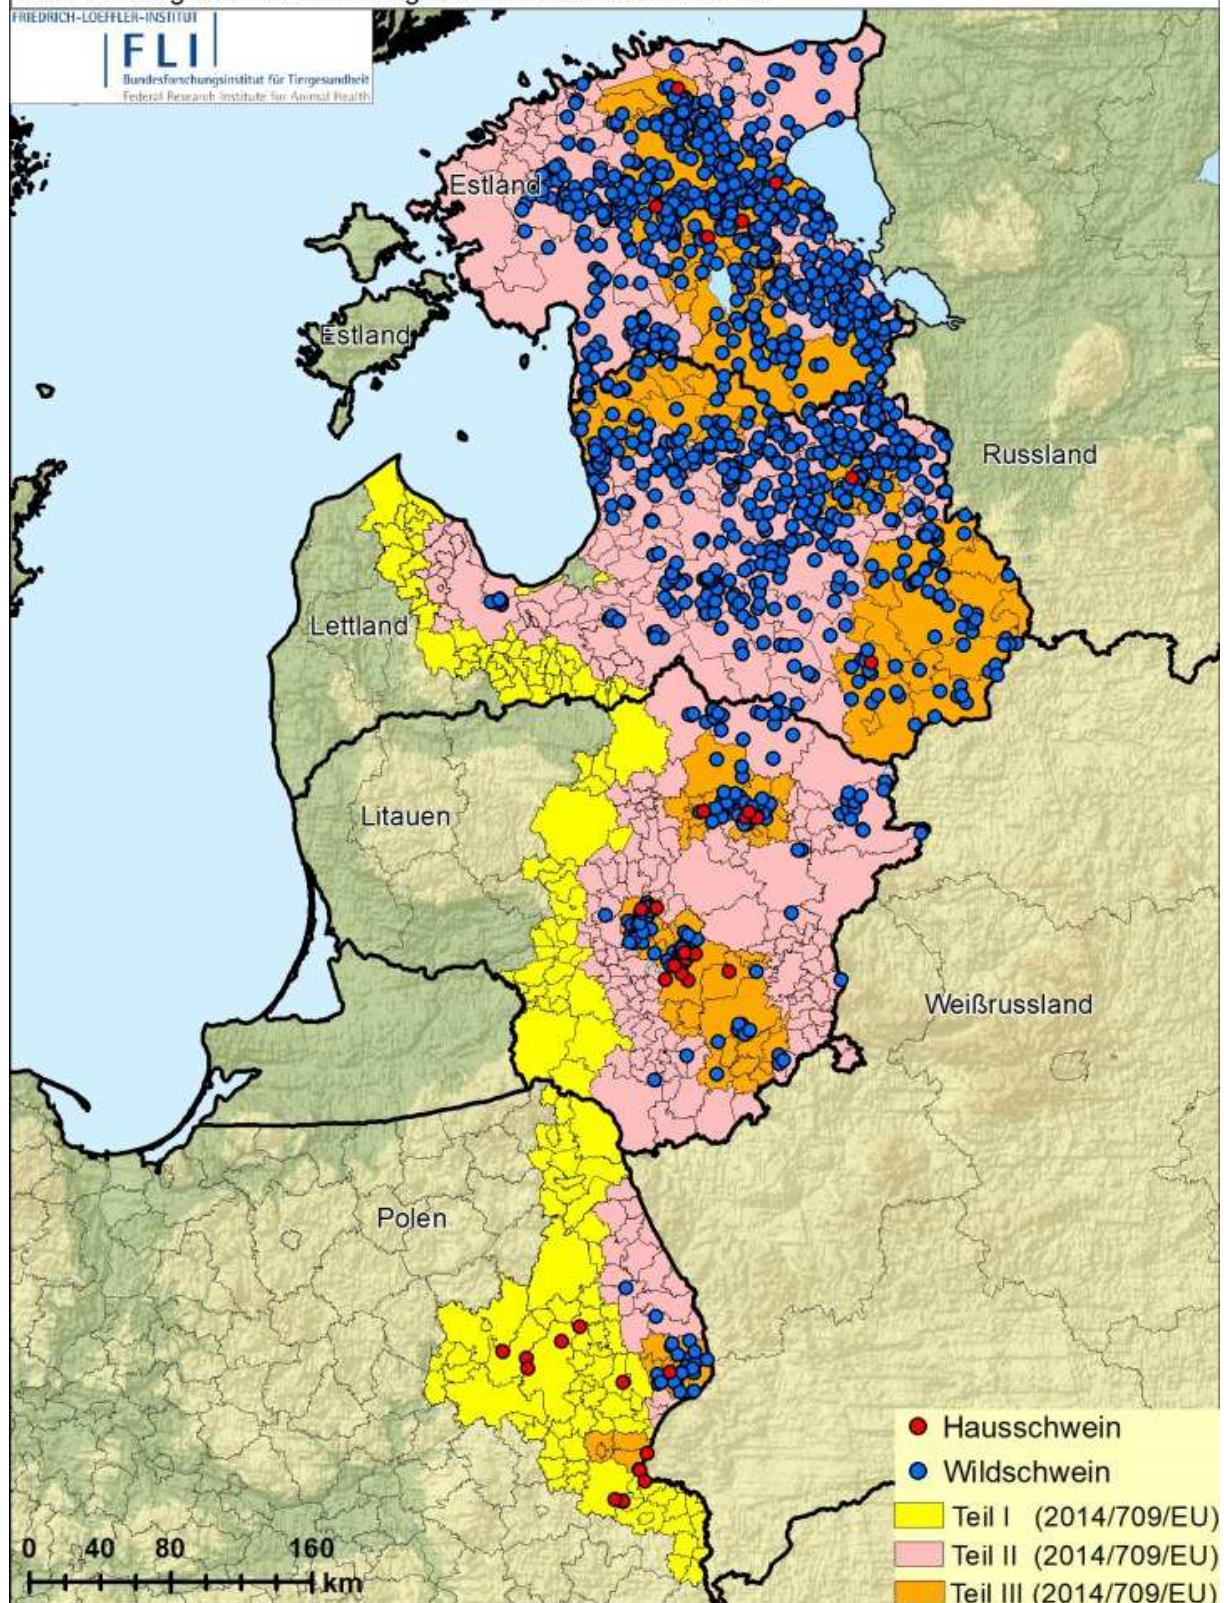 FRIEDRICH-LOEFFLER-INSTITUT
FLI
Bundesforschungsinstitut für Tiergesundheit
Federal Research Institute for Animal Health
Estland
Estland
Russland
Lettland
Litauen
Weißrussland
Polen
Hausschwein
Wildschwein
Teil I (2014/709/EU)
Teil II (2014/709/EU)
Teil III (2014/709/EU)
0 40 80 160
km